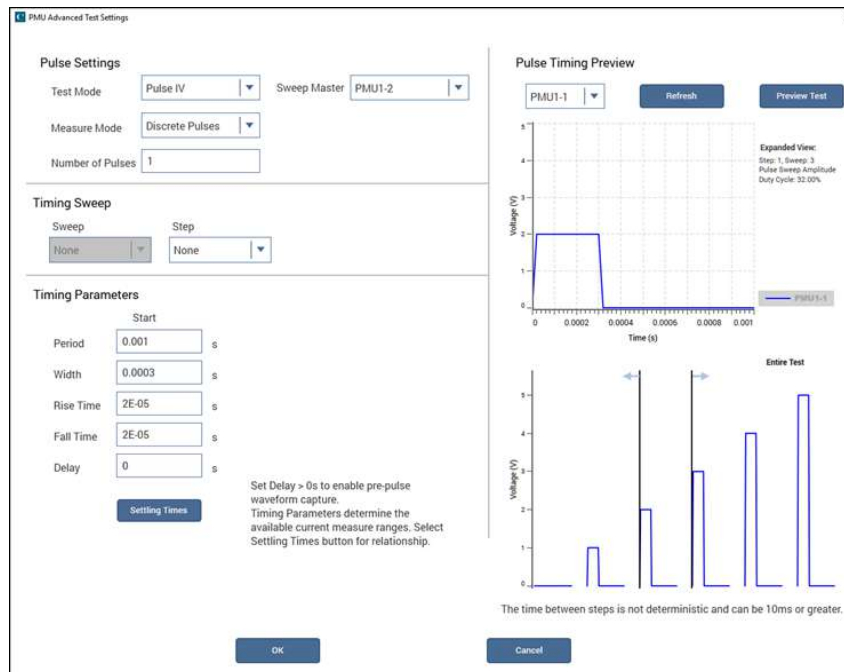 PMU Advanced Test Settings
Pulse Settings
Test Mode
Pulse IV
Sweep Master
PMU1-2
Measure Mode
Discrete Pulses
Number of Pulses
1
Timing Sweep
Sweep
Step
None
None
Timing Parameters
Start
Period
0.001
s
Width
0.0003
s
Rise Time
2E-05
s
Fall Time
2E-05
s
Delay
0
s
Settling Times
Set Delay > 0s to enable pre-pulse
waveform capture.
Timing Parameters determine the
available current measure ranges. Select
Settling Times button for relationship.
Pulse Timing Preview
PMU1-1
Refresh
Preview Test
Expanded View:
Step: 1, Sweep: 3
Pulse Sweep Amplitude
Duty Cycle: 32.00%
5
4
3
2
1
0
Voltage (V)
PMU1-1
0 0.0002 0.0004 0.0006 0.0008 0.001
Time (s)
Entire Test
5
4
3
2
1
0
Voltage (V)
The time between steps is not deterministic and can be 10ms or greater.
OK
Cancel